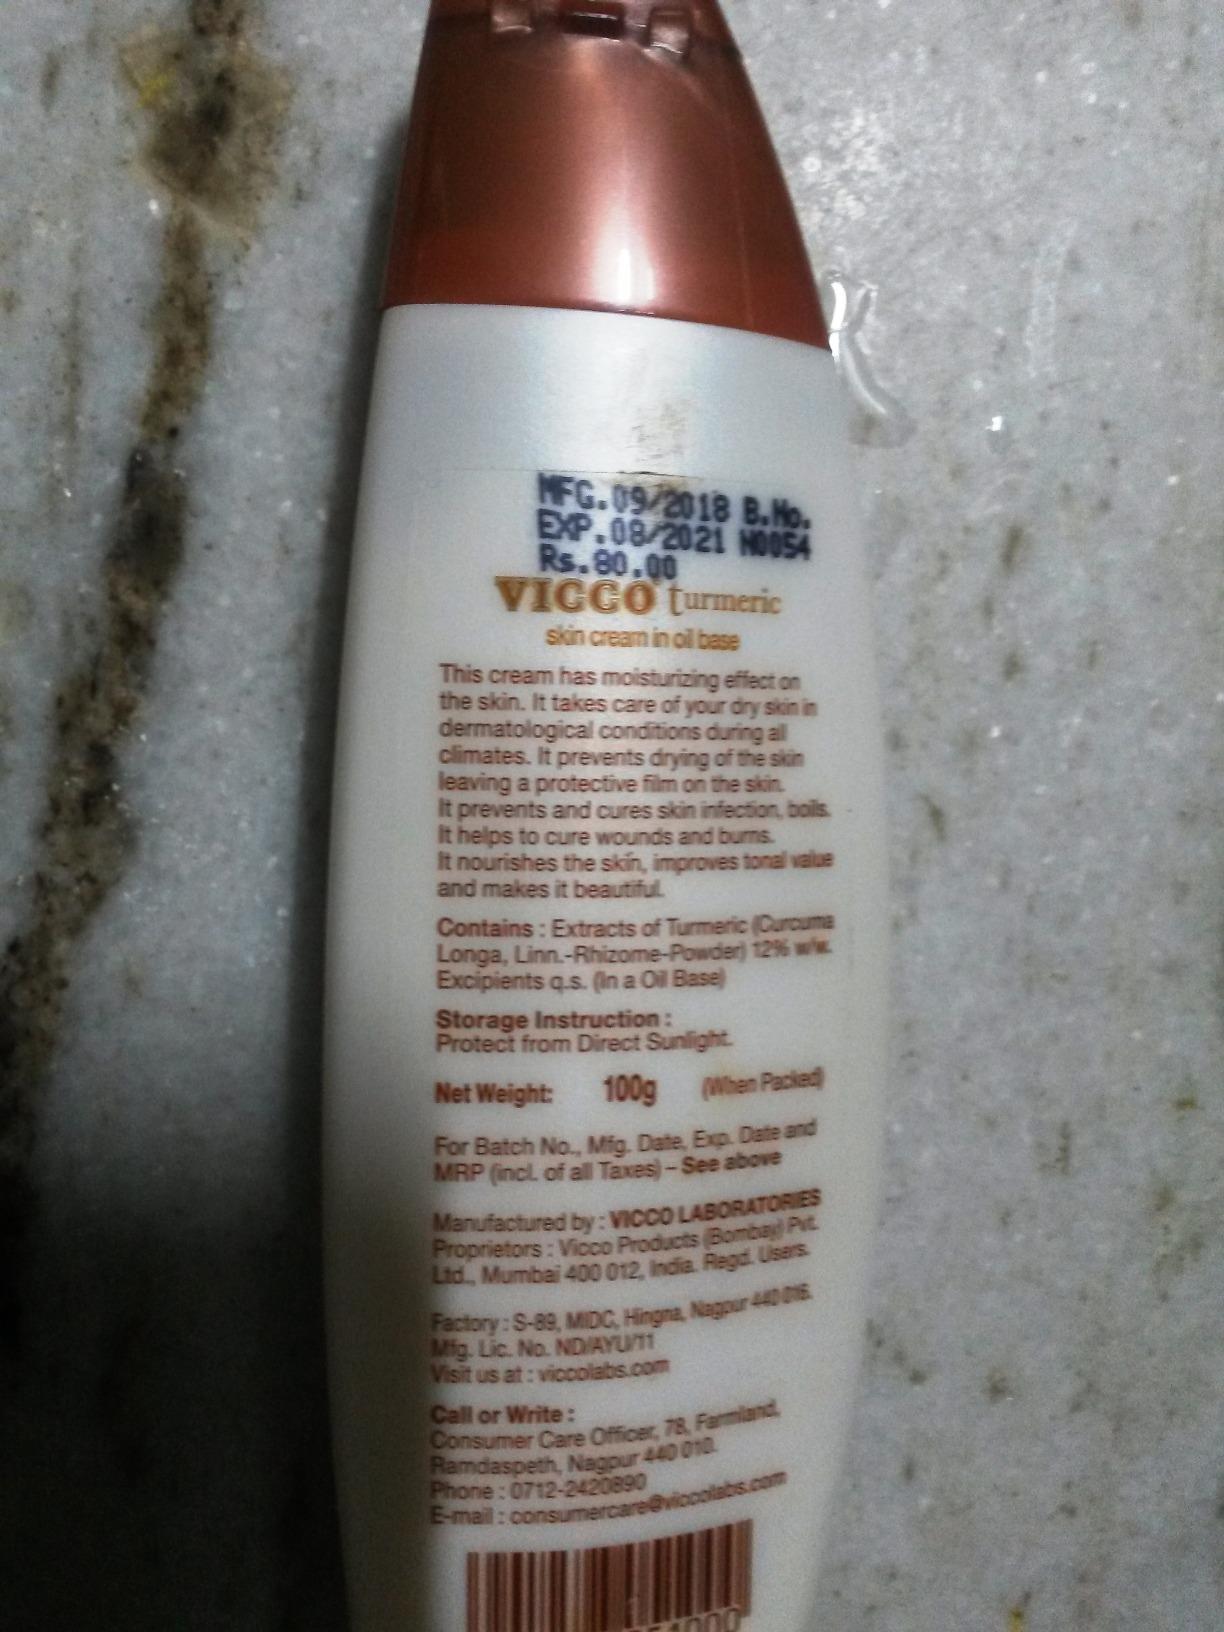 MFG.09/2018 B.No.
EXP.08/2021 N0054
Rs.80.00
VICCO turmeric
skin cream in oil base
This cream has moisturizing effect on
the skin. It takes care of your dry skin in
dermatological conditions during all
climates. It prevents drying of the skin
leaving a protective film on the skin.
It prevents and cures skin infection, boils.
It helps to cure wounds and burns.
It nourishes the skin, improves tonal value
and makes it beautiful.
Contains : Extracts of Turmeric (Curcuma
Longa, Linn.-Rhizome-Powder) 12% w/w.
Excipients q.s. (In a Oil Base)
Storage Instruction :
Protect from Direct Sunlight.
Net Weight: 100g (When Packed)
For Batch No., Mfg. Date, Exp. Date and
MRP (incl. of all Taxes) – See above
Manufactured by : VICCO LABORATORIES
Proprietors : Vicco Products (Bombay) Pvt.
Ltd., Mumbai 400 012, India. Regd. Users.
Factory : S-89, MIDC, Hingna, Nagpur 440 016.
Mfg. Lic. No. ND/AYU/11
Visit us at : viccolabs.com
Call or Write :
Consumer Care Officer, 78, Farmland,
Ramdaspeth, Nagpur 440 010.
Phone : 0712-2420890
E-mail : consumercare@viccolabs.com